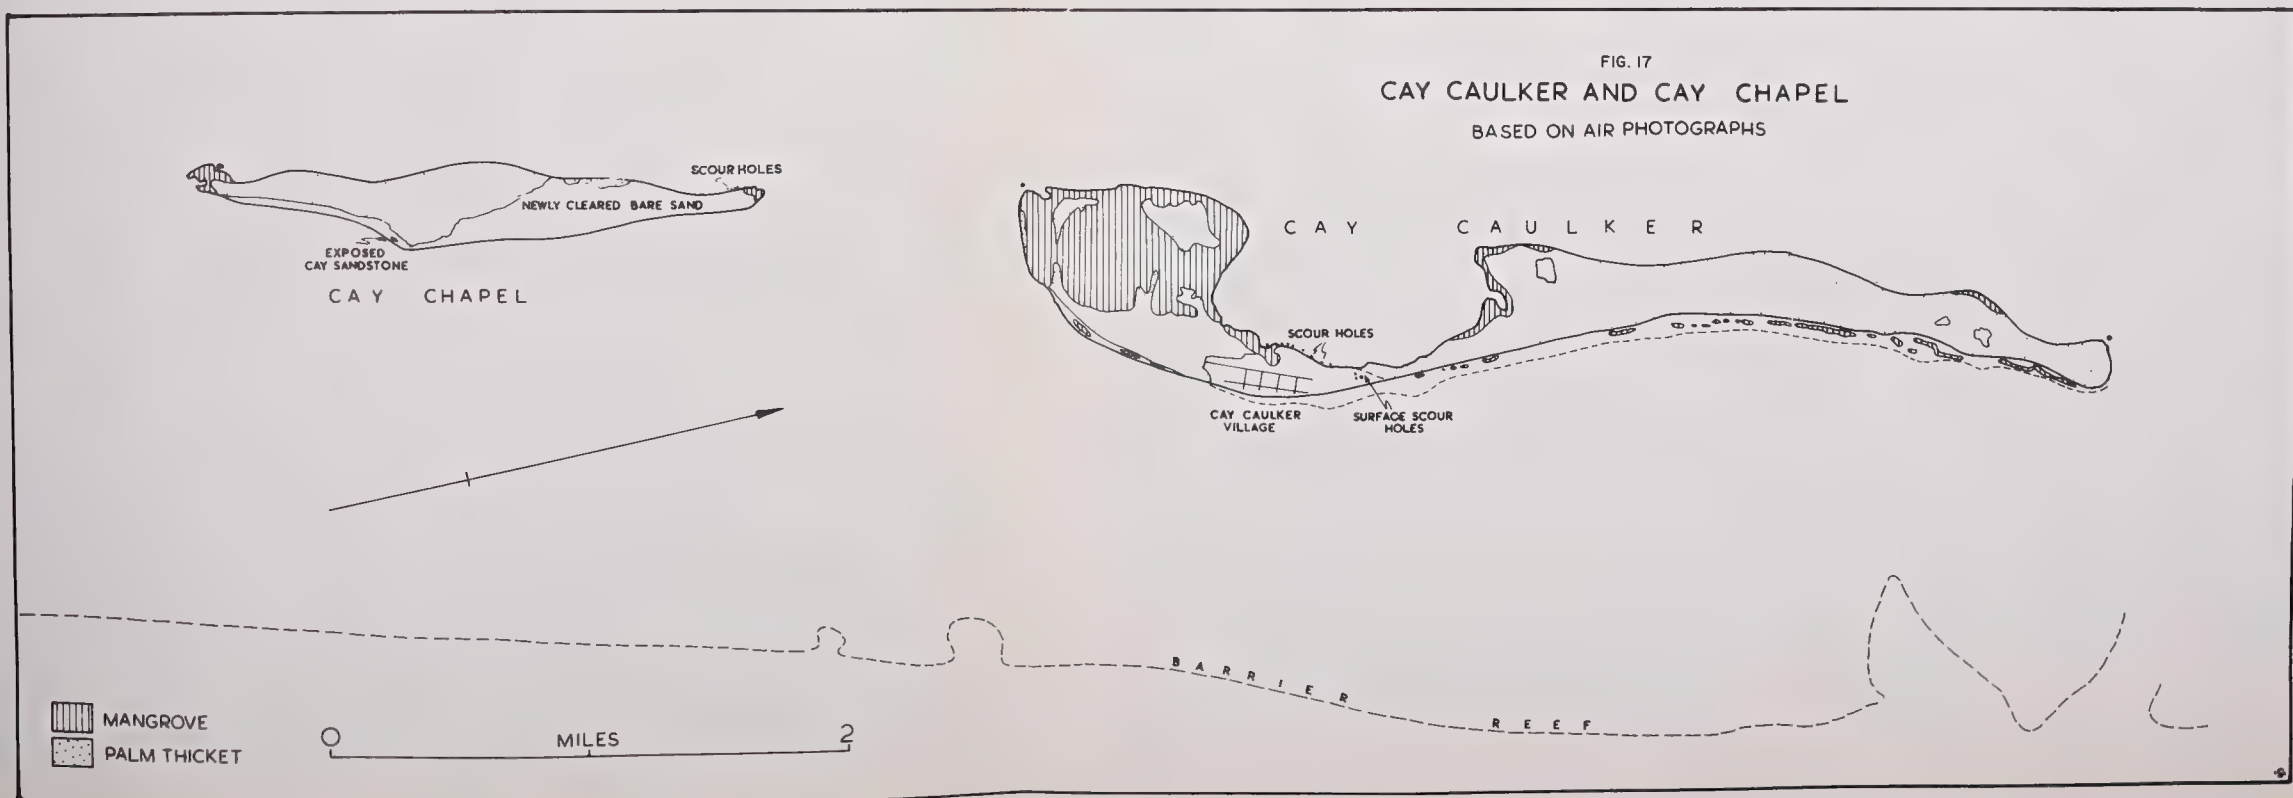 FIG. 17
CAY CAULKER AND CAY CHAPEL
BASED ON AIR PHOTOGRAPHS
SCOUR HOLES
NEWLY CLEARED BARE SAND
EXPOSED
CAY SANDSTONE
CAY CHAPEL
CAY CAULKER
SCOUR HOLES
CAY CAULKER
VILLAGE
SURFACE SCOUR
HOLES
BARRIER REEF
MANGROVE
PALM THICKET
0 MILES 2